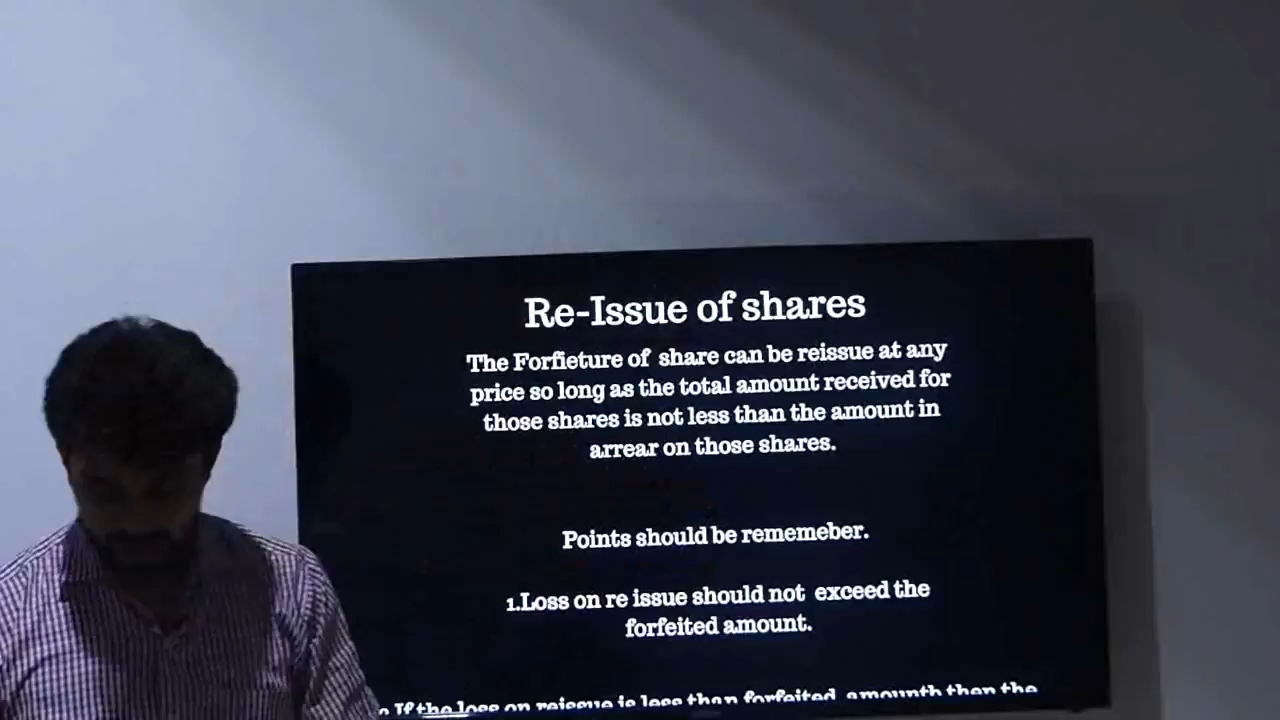 Re-Issue of shares
The Forfieture of share can be reissue at any
price so long as the total amount received for
those shares is not less than the amount in
arrear on those shares.
Points should be rememeber.
1.Loss on re issue should not exceed the
forfeited amount.
If the loss on reissue is less than forfeited amounth then the